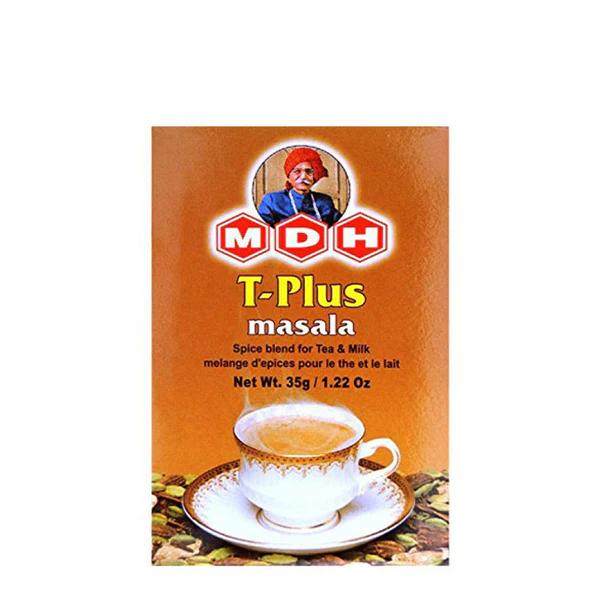 MDH
T-Plus
masala
Spice blend for Tea & Milk
melange d'epices pour le the et le lait
Net Wt. 35g / 1.22 Oz